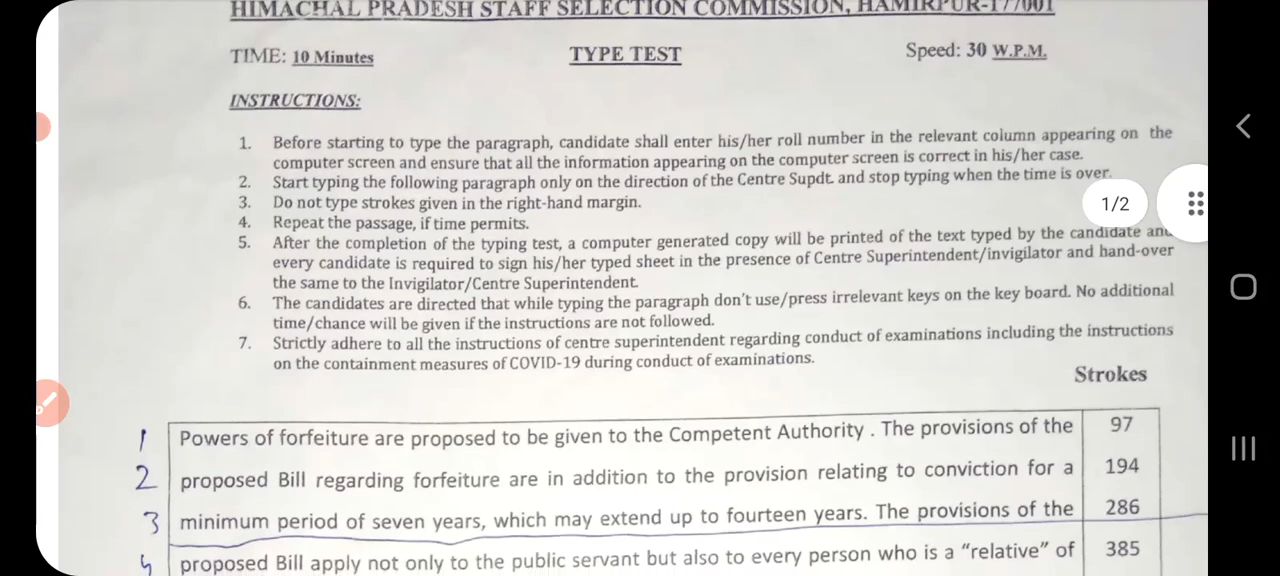 HIMACHAL PRADESH STAFF SELECTION COMMISSION, HAMIRPUR-177001
TIME: 10 Minutes TYPE TEST Speed: 30 W.P.M.
INSTRUCTIONS:
1. Before starting to type the paragraph, candidate shall enter his/her roll number in the relevant column appearing on the
computer screen and ensure that all the information appearing on the computer screen is correct in his/her case.
2. Start typing the following paragraph only on the direction of the Centre Supdt. and stop typing when the time is over.
3. Do not type strokes given in the right-hand margin.
1/2
4. Repeat the passage, if time permits.
5. After the completion of the typing test, a computer generated copy will be printed of the text typed by the candidate and
every candidate is required to sign his/her typed sheet in the presence of Centre Superintendent/invigilator and hand-over
the same to the Invigilator/Centre Superintendent.
6. The candidates are directed that while typing the paragraph don't use/press irrelevant keys on the key board. No additional
time/chance will be given if the instructions are not followed.
7. Strictly adhere to all the instructions of centre superintendent regarding conduct of examinations including the instructions
on the containment measures of COVID-19 during conduct of examinations.
Strokes
1 Powers of forfeiture are proposed to be given to the Competent Authority . The provisions of the 97
2 proposed Bill regarding forfeiture are in addition to the provision relating to conviction for a 194
3 minimum period of seven years, which may extend up to fourteen years. The provisions of the 286
4 proposed Bill apply not only to the public servant but also to every person who is a "relative" of 385